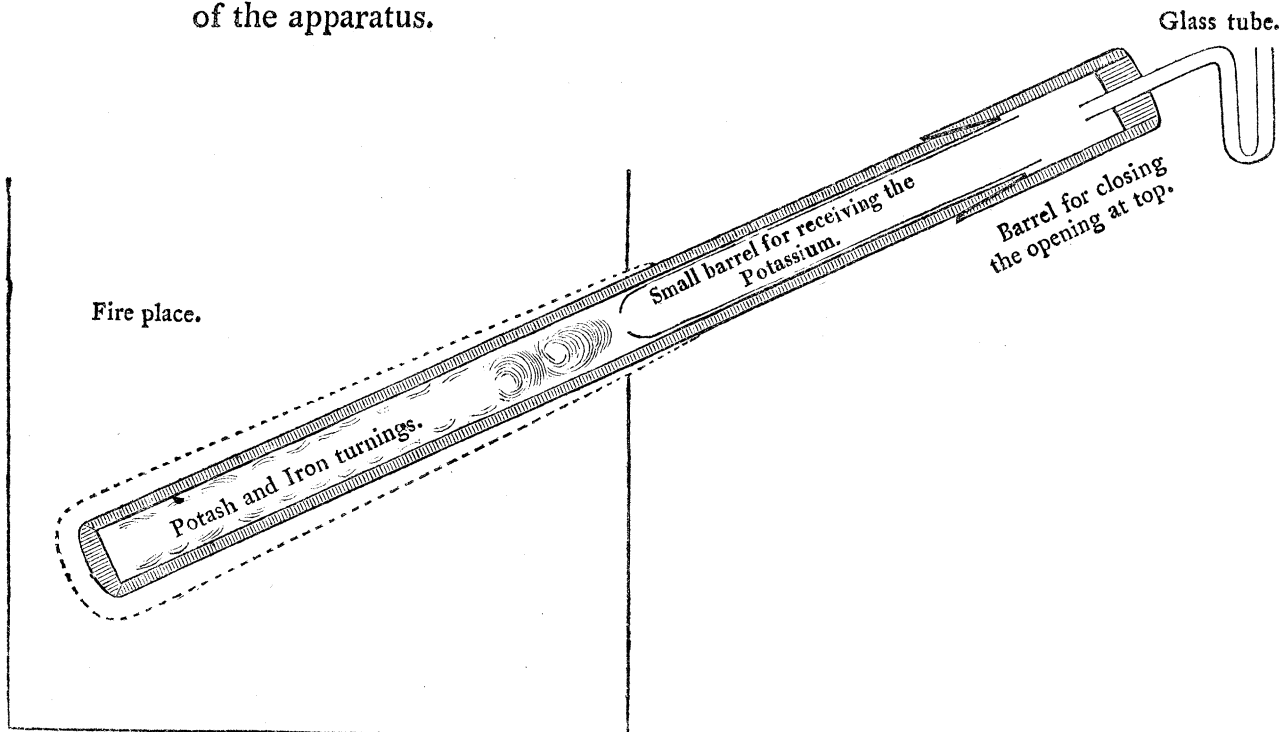 of the apparatus.
Glass tube.
Barrel for closing
the opening at top.
Small barrel for receiving the
Potassium.
Fire place.
Potash and Iron turnings.